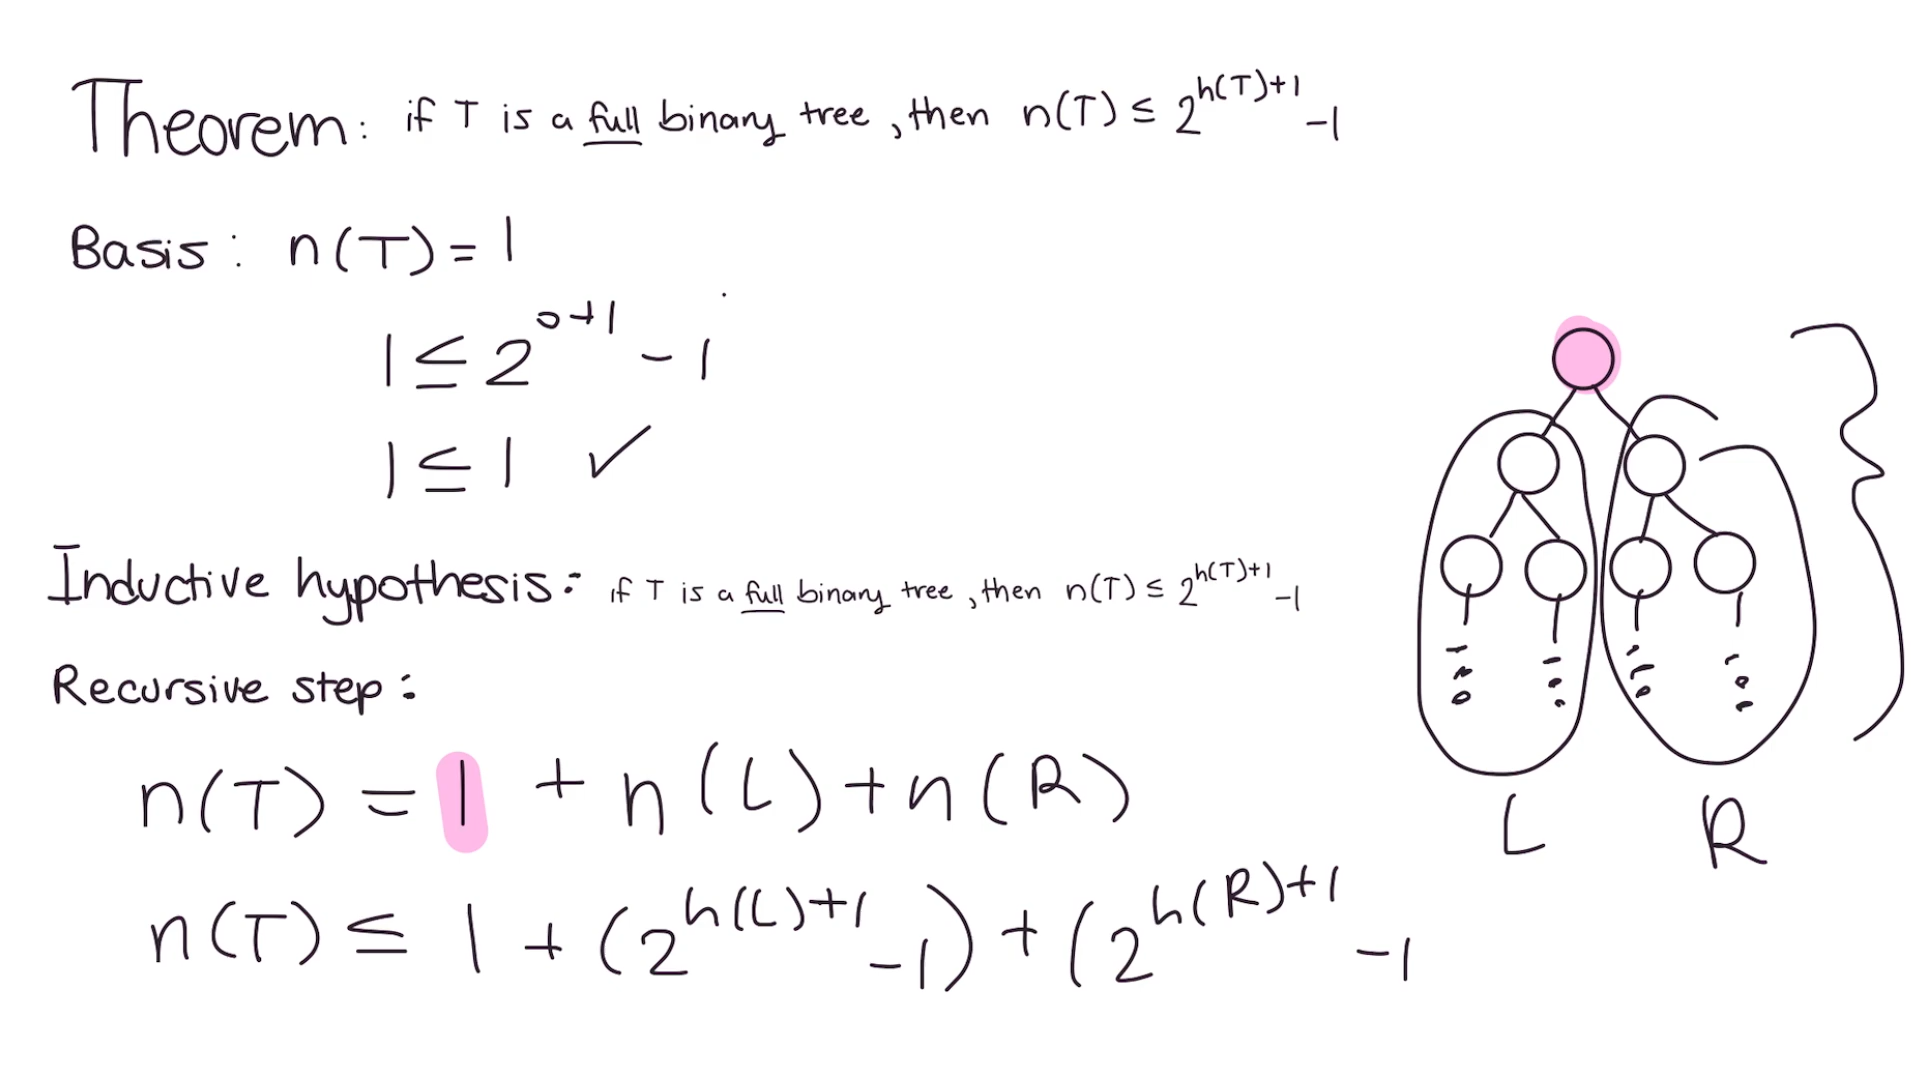 Theorem: if T is a full binary tree, then n(T) ≤ 2^{h(T)+1} -1
Basis: n(T) = 1
1 ≤ 2^{0+1} - 1
1 ≤ 1 ✓
Inductive hypothesis: if T is a full binary tree, then n(T) ≤ 2^{h(T)+1} -1
Recursive step:
n(T) = 1 + n(L) + n(R)
n(T) ≤ 1 + (2^{h(L)+1} -1) + (2^{h(R)+1} -1
L R